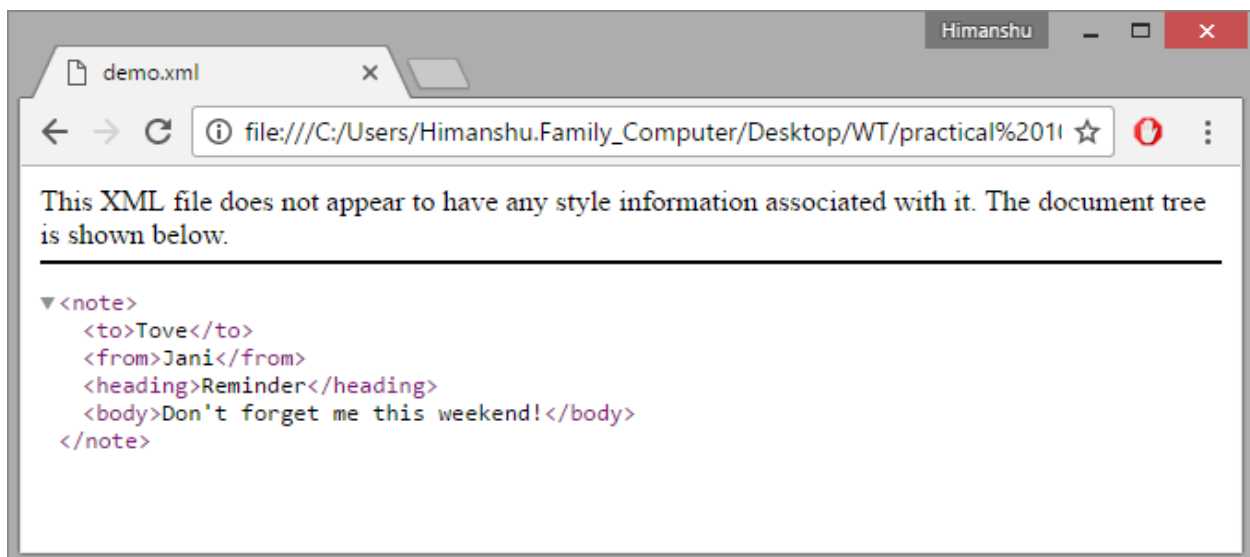 Himanshu
demo.xml
file:///C:/Users/Himanshu.Family_Computer/Desktop/WT/practical%201
This XML file does not appear to have any style information associated with it. The document tree
is shown below.
▼<note>
<to>Tove</to>
<from>Jani</from>
<heading>Reminder</heading>
<body>Don't forget me this weekend!</body>
</note>